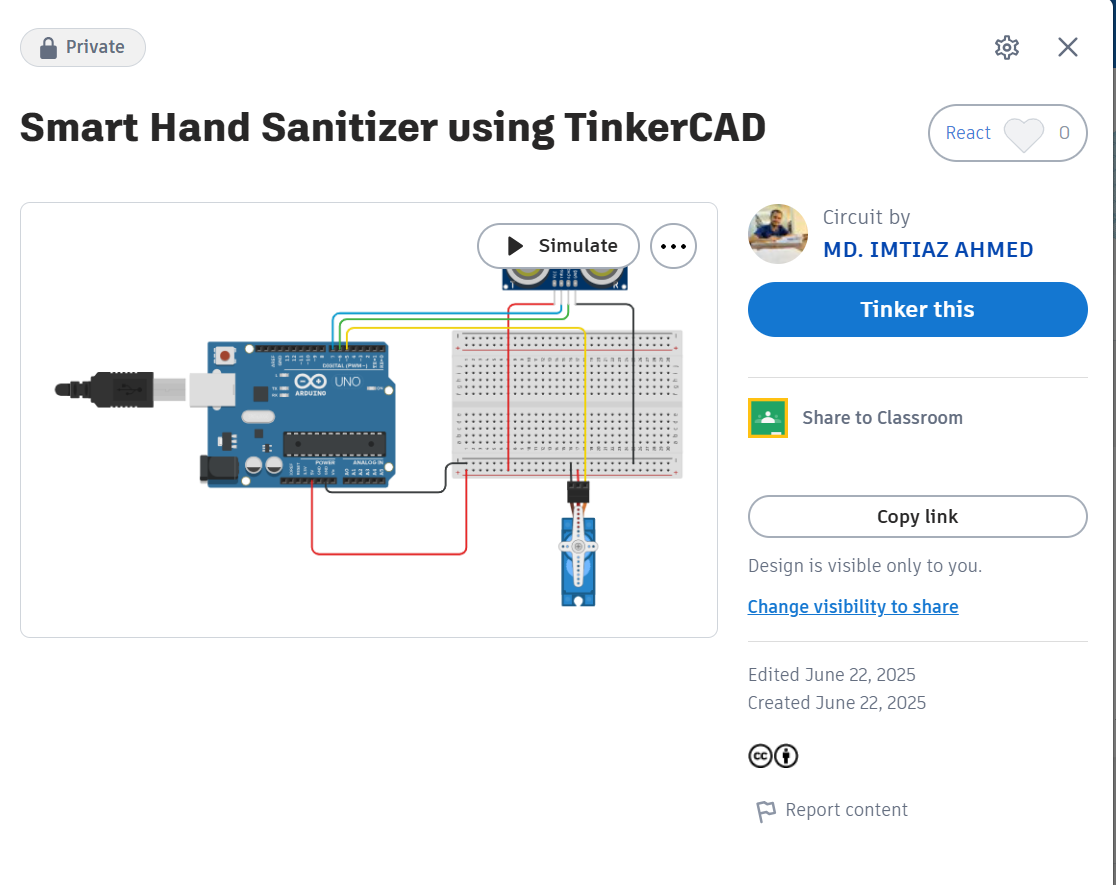 Private
Smart Hand Sanitizer using TinkerCAD
React 0
Simulate
T R
DIGITAL (PWM~)
UNO
ARDUINO
POWER ANALOG IN
Circuit by
MD. IMTIAZ AHMED
Tinker this
Share to Classroom
Copy link
Design is visible only to you.
Change visibility to share
Edited June 22, 2025
Created June 22, 2025
cc
Report content